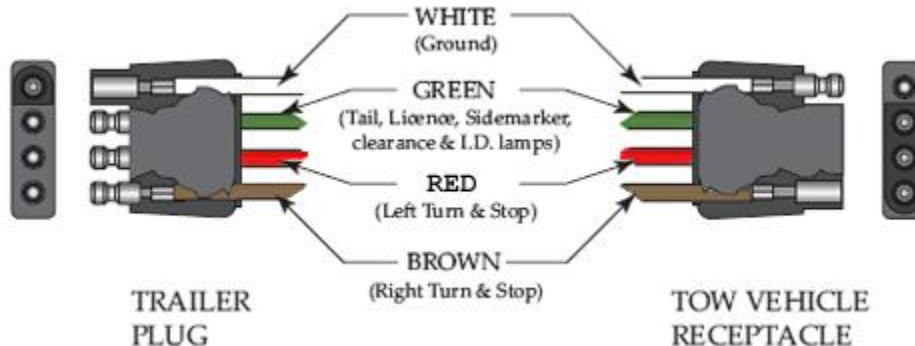 WHITE
(Ground)
GREEN
(Tail, Licence, Sidemarker,
clearance & I.D. lamps)
RED
(Left Turn & Stop)
BROWN
(Right Turn & Stop)
TRAILER
PLUG
TOW VEHICLE
RECEPTACLE